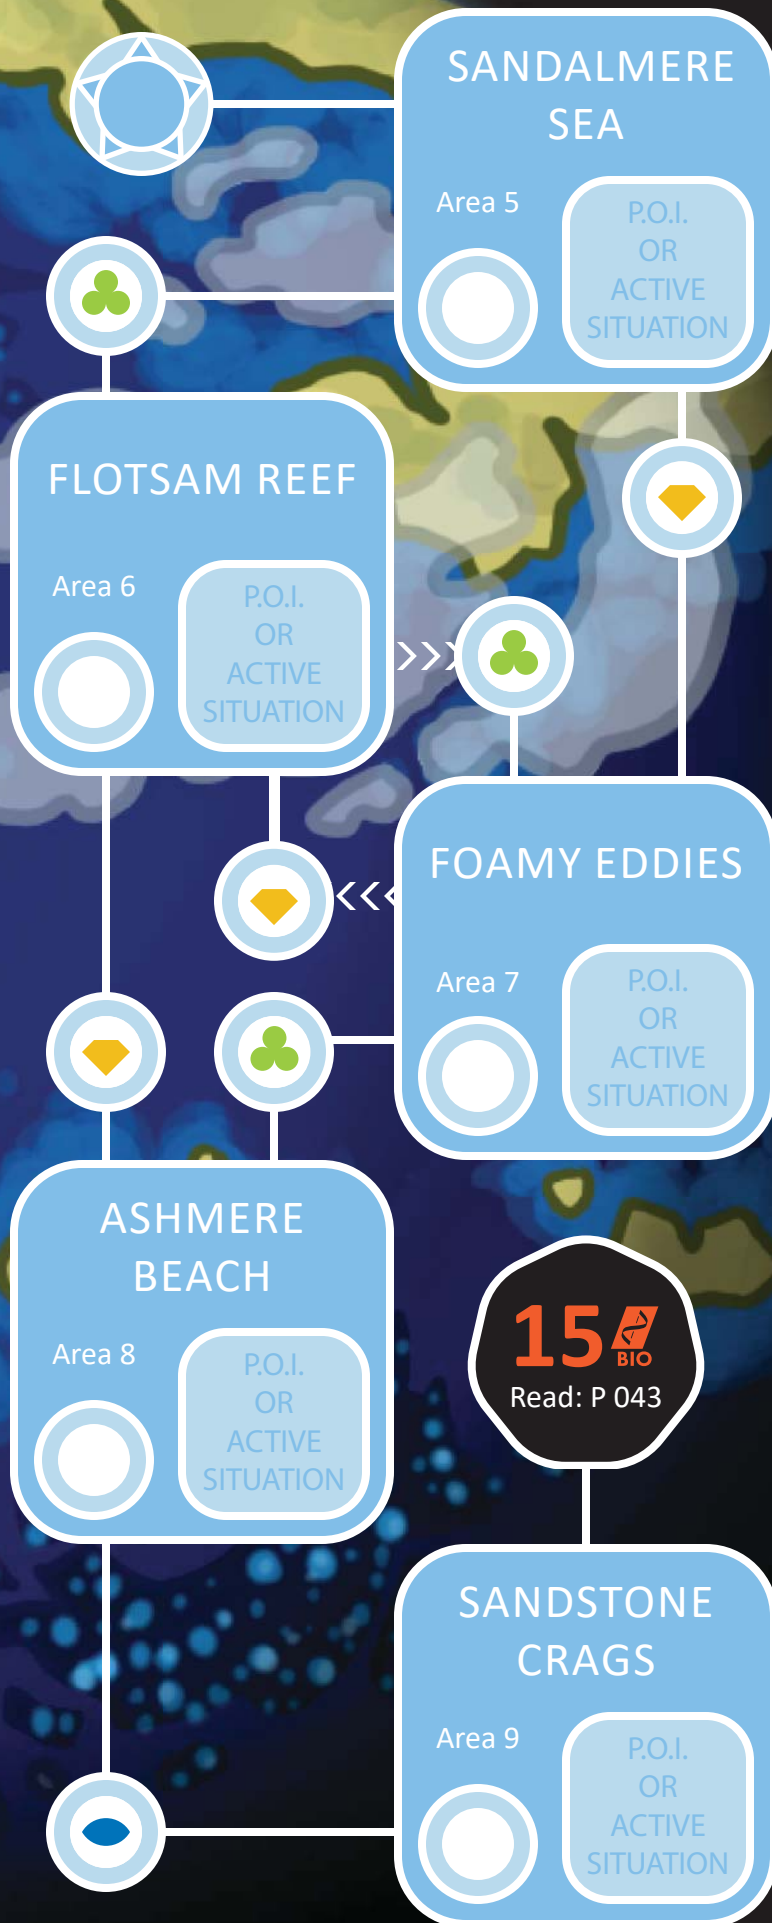 SANDALMERE
SEA
Area 5
P.O.I.
OR
ACTIVE
SITUATION
FLOTSAM REEF
Area 6
P.O.I.
OR
ACTIVE
SITUATION
FOAMY EDDIES
Area 7
P.O.I.
OR
ACTIVE
SITUATION
ASHMERE
BEACH
Area 8
P.O.I.
OR
ACTIVE
SITUATION
15 BIO
Read: P 043
SANDSTONE
CRAGS
Area 9
P.O.I.
OR
ACTIVE
SITUATION